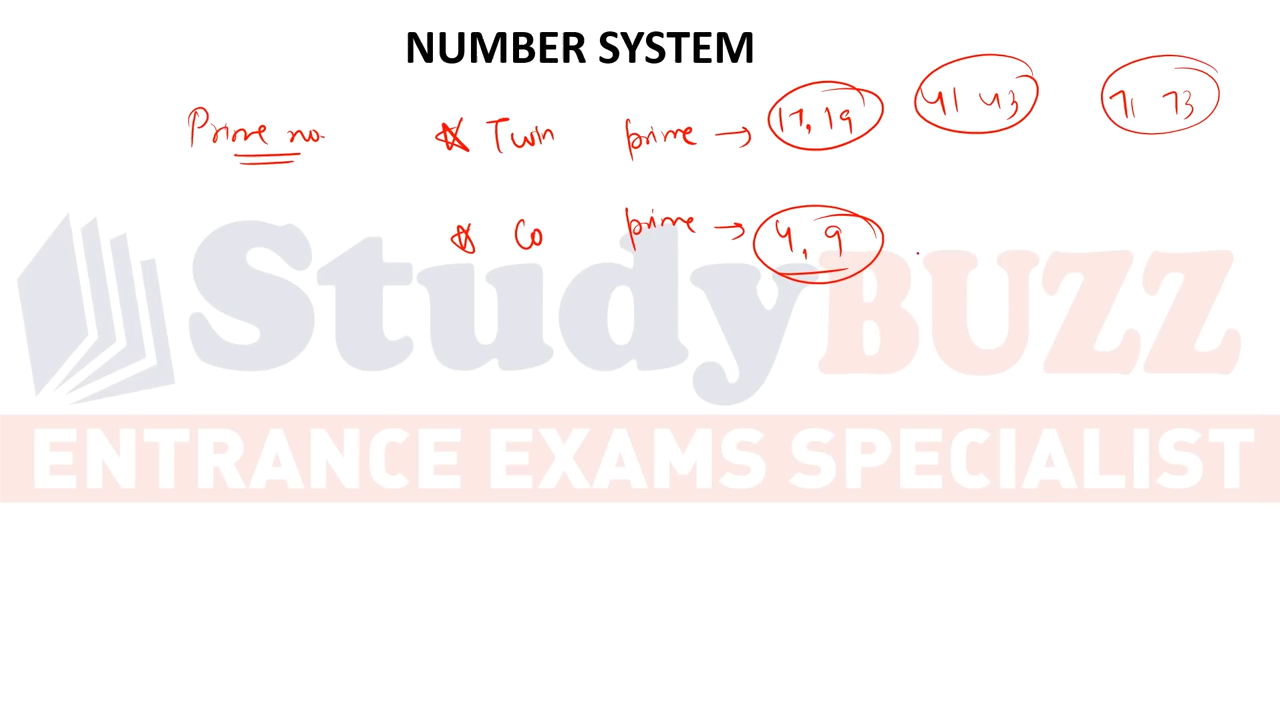 NUMBER SYSTEM
Prime no. ☆ Twin prime → 17, 19 41 43 71 73
☆ Co prime → 4, 9
StudyBUZZ
ENTRANCE EXAMS SPECIALIST